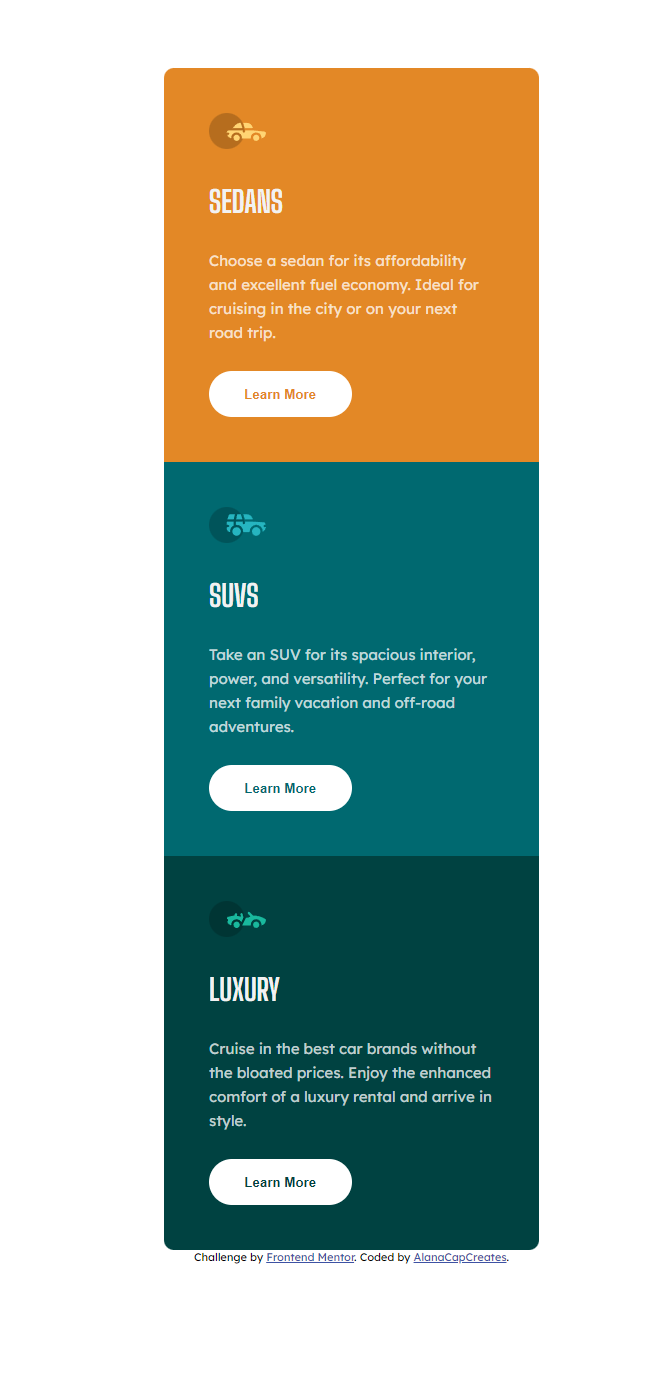 SEDANS
Choose a sedan for its affordability
and excellent fuel economy. Ideal for
cruising in the city or on your next
road trip.
Learn More
SUVS
Take an SUV for its spacious interior,
power, and versatility. Perfect for your
next family vacation and off-road
adventures.
Learn More
LUXURY
Cruise in the best car brands without
the bloated prices. Enjoy the enhanced
comfort of a luxury rental and arrive in
style.
Learn More
Challenge by Frontend Mentor. Coded by AlanaCapCreates.